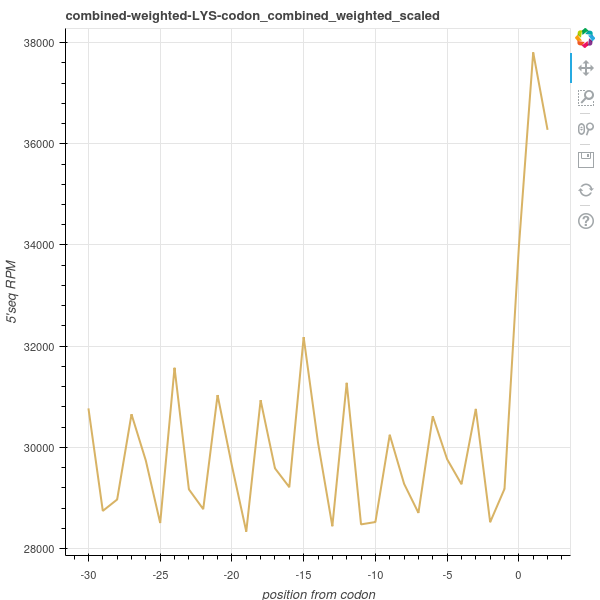 combined-weighted-LYS-codon_combined_weighted_scaled
38000
36000
34000
32000
30000
28000
5'seq RPM
-30 -25 -20 -15 -10 -5 0
position from codon